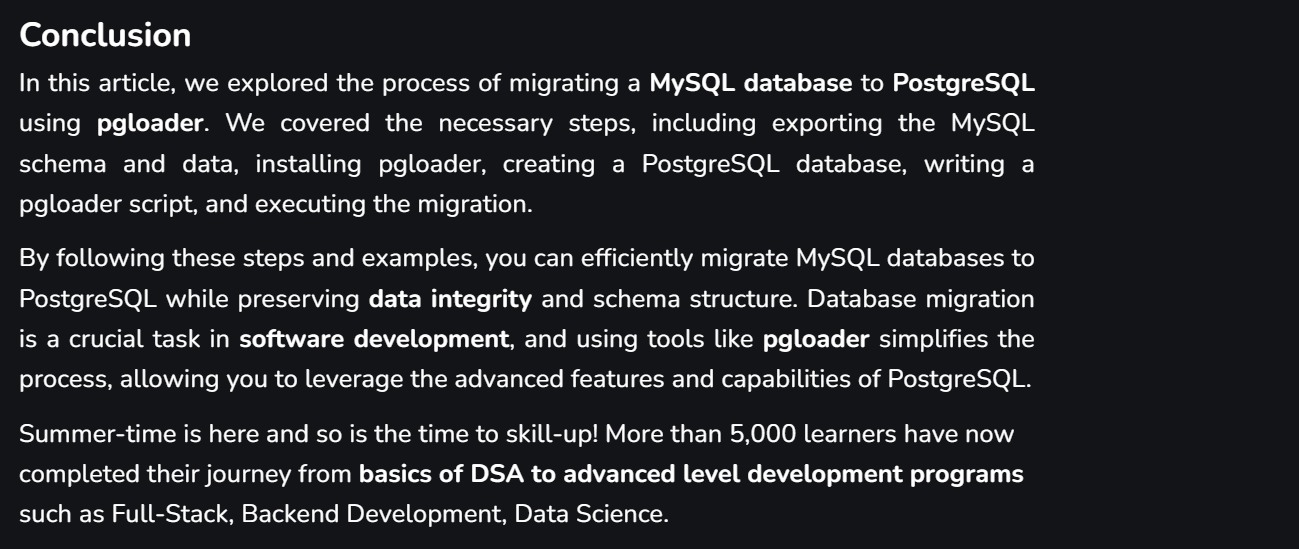 Conclusion
In this article, we explored the process of migrating a MySQL database to PostgreSQL
using pgloader. We covered the necessary steps, including exporting the MySQL
schema and data, installing pgloader, creating a PostgreSQL database, writing a
pgloader script, and executing the migration.
By following these steps and examples, you can efficiently migrate MySQL databases to
PostgreSQL while preserving data integrity and schema structure. Database migration
is a crucial task in software development, and using tools like pgloader simplifies the
process, allowing you to leverage the advanced features and capabilities of PostgreSQL.
Summer-time is here and so is the time to skill-up! More than 5,000 learners have now
completed their journey from basics of DSA to advanced level development programs
such as Full-Stack, Backend Development, Data Science.